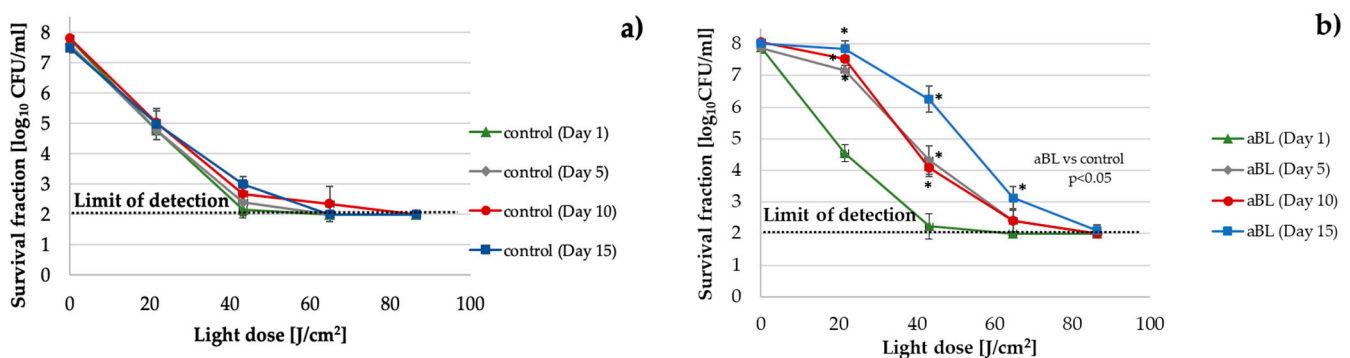 a)
Survival fraction [log10 CFU/ml]
8
7
6
5
4
3
2
1
0
Limit of detection
0 20 40 60 80 100
Light dose [J/cm²]
control (Day 1)
control (Day 5)
control (Day 10)
control (Day 15)
b)
Survival fraction [log10CFU/ml]
9
8
7
6
5
4
3
2
1
0
*
*
*
*
*
*
*
aBL vs control
p<0.05
Limit of detection
0 20 40 60 80 100
Light dose [J/cm²]
aBL (Day 1)
aBL (Day 5)
aBL (Day 10)
aBL (Day 15)